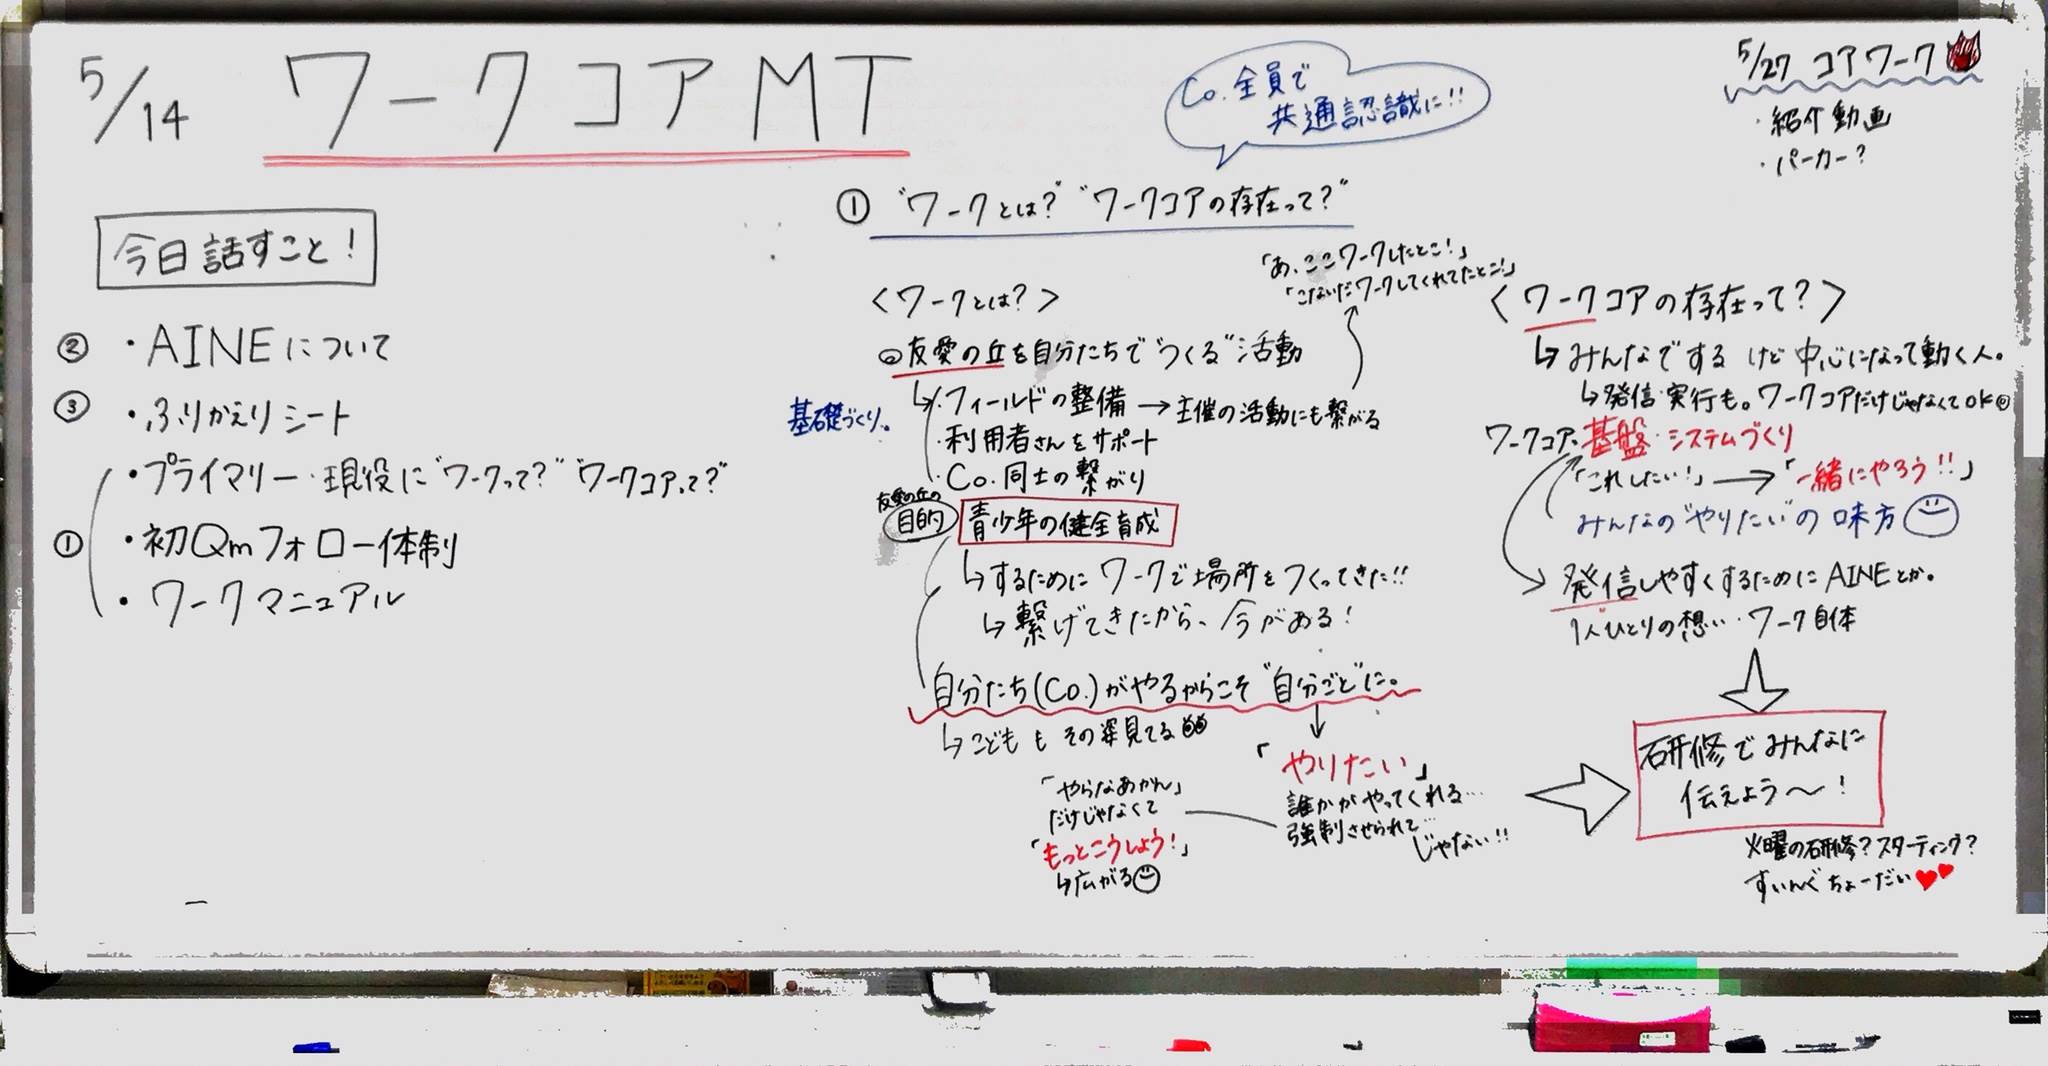 5/14 ワークコアMT
今日話すこと!
② ・AINEについて
③ ・ふりかえりシート
・プライマリー・現役に"ワークって?" "ワークコアって?"
① ・初Qmフォロー体制
・ワークマニュアル
Co.全員で
共通認識に!!
5/27 コアワーク
・紹介動画
・パーカー?
① "ワークとは?" "ワークコアの存在って?"
「あ、ここワークしたとこ!」
「こないだワークしてくれてたとこ!」
<ワークとは?>
友愛の丘を自分たちで"つくる"活動
基礎づくり。
↳・フィールドの整備 → 主催の活動にも繋がる
・利用者さんをサポート
・Co.同士の繋がり
友愛の丘の
目的 青少年の健全育成
↳するためにワークで場所をつくってきた!!
↳繋げてきたから、今がある!
自分たち(Co.)がやるからこそ"自分ごと"に。
↳こどもも その姿見てる
「やらなあかん」
だけじゃなくて
「もっとこうしよう!」
↳広がる
「やりたい」
誰かがやってくれる…
強制させられて…
じゃない!!
<ワークコアの存在って?>
↳みんなでする けど 中心になって動く人。
↳発信・実行も。ワークコアだけじゃなくてOK
ワークコア・基盤・システムづくり
「これしたい!」→「一緒にやろう!!」
みんなの"やりたい"の味方
発信しやすくするためにAINEとか。
1人ひとりの想い・ワーク自体
研修でみんなに
伝えよう〜!
火曜の研修?スターティング?
すいんぐちょーだい